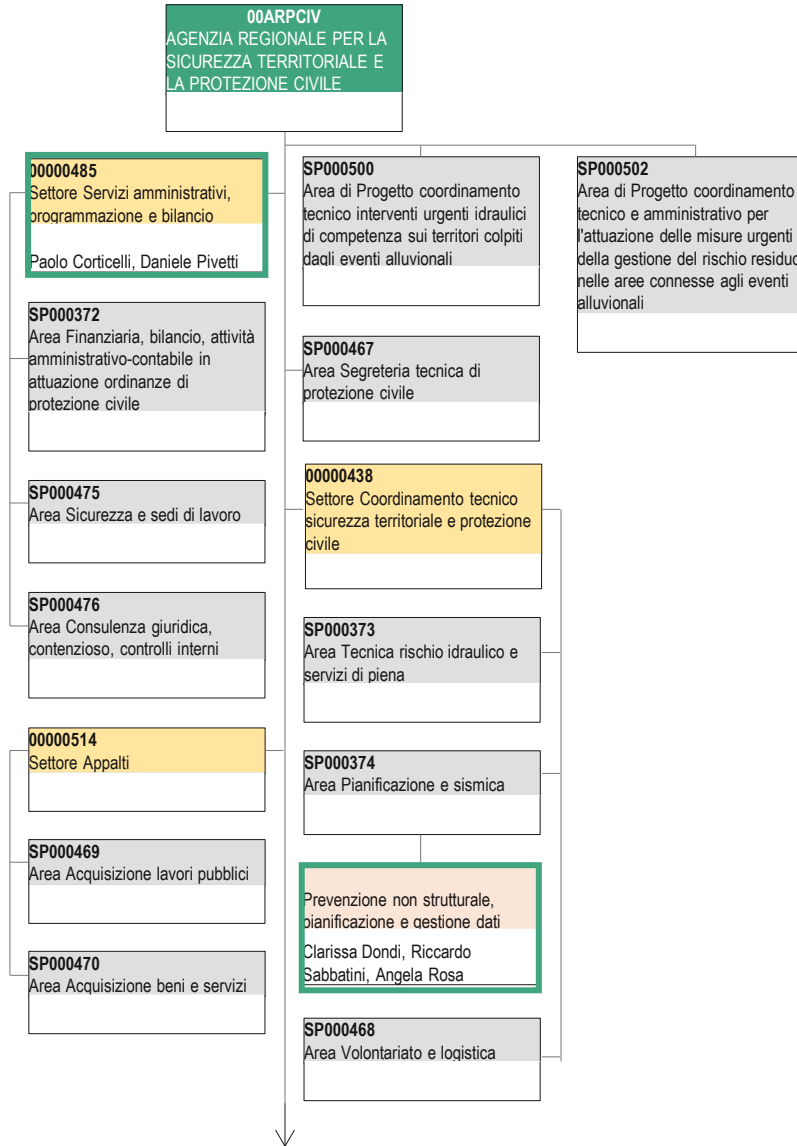 00ARPCIV
AGENZIA REGIONALE PER LA
SICUREZZA TERRITORIALE E
LA PROTEZIONE CIVILE
00000485
Settore Servizi amministrativi,
programmazione e bilancio
Paolo Corticelli, Daniele Pivetti
SP000372
Area Finanziaria, bilancio, attività
amministrativo-contabile in
attuazione ordinanze di
protezione civile
SP000475
Area Sicurezza e sedi di lavoro
SP000476
Area Consulenza giuridica,
contenzioso, controlli interni
00000514
Settore Appalti
SP000469
Area Acquisizione lavori pubblici
SP000470
Area Acquisizione beni e servizi
SP000500
Area di Progetto coordinamento
tecnico interventi urgenti idraulici
di competenza sui territori colpiti
dagli eventi alluvionali
SP000467
Area Segreteria tecnica di
protezione civile
00000438
Settore Coordinamento tecnico
sicurezza territoriale e protezione
civile
SP000373
Area Tecnica rischio idraulico e
servizi di piena
SP000374
Area Pianificazione e sismica
Prevenzione non strutturale,
pianificazione e gestione dati
Clarissa Dondi, Riccardo
Sabbatini, Angela Rosa
SP000468
Area Volontariato e logistica
SP000502
Area di Progetto coordinamento
tecnico e amministrativo per
l'attuazione delle misure urgenti
della gestione del rischio residuo
nelle aree connesse agli eventi
alluvionali